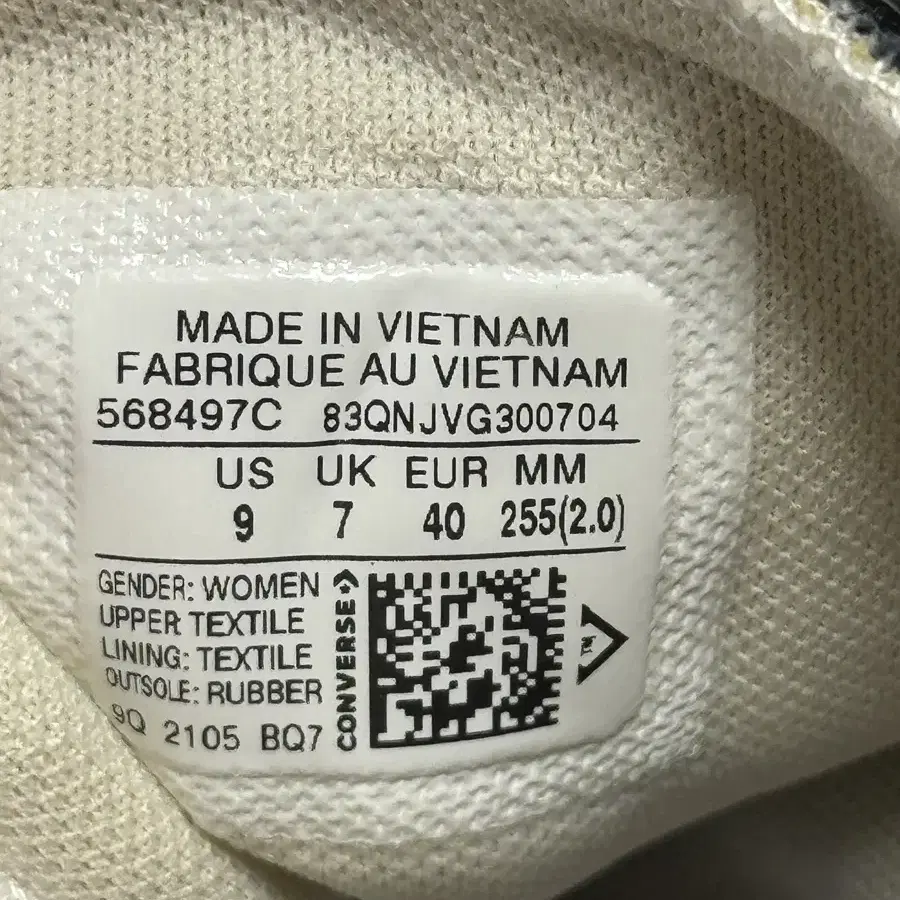 MADE IN VIETNAM
FABRIQUE AU VIETNAM
568497C 83QNJVG300704
US UK EUR MM
9 7 40 255(2.0)
GENDER: WOMEN
UPPER TEXTILE
LINING: TEXTILE
OUTSOLE: RUBBER
9Q 2105 BQ7
CONVERSE
TM